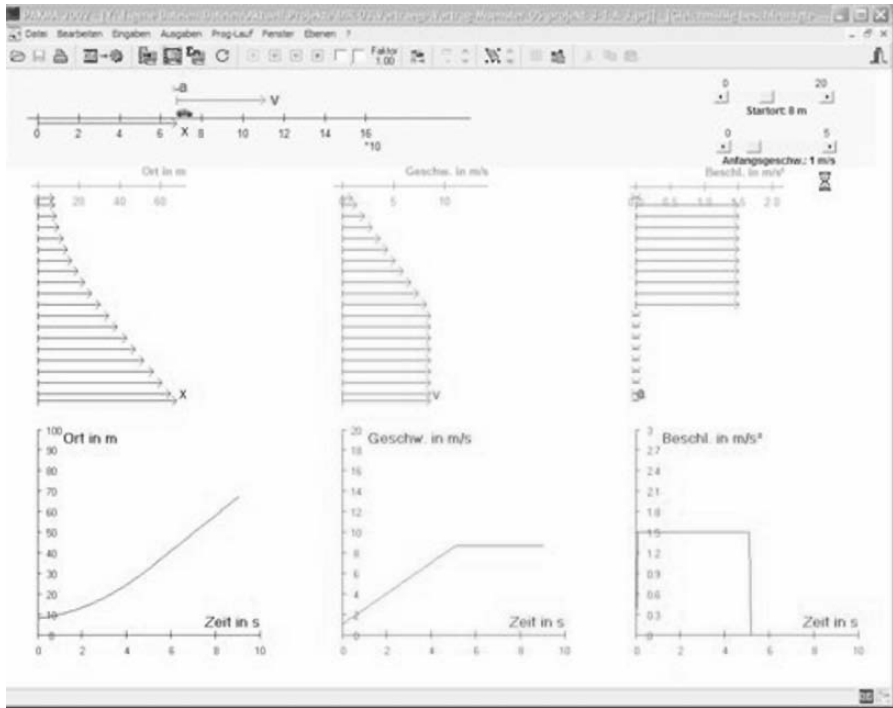 Datei Bearbeiten Eingaben Ausgaben Prog-Lauf Fenster Ebenen ?
Faktor
1.00
a
V
0 2 4 6 X 8 10 12 14 16
*10
0 20
Startort: 8 m
0 5
Anfangsgeschw.: 1 m/s
Ort in m
20 40 60
X
Geschw. in m/s
5 10
V
Beschl. in m/s²
0.5 1.0 1.5 2.0
a
100 Ort in m
90
80
70
60
50
40
30
20
10
Zeit in s
0 2 4 6 8 10
20 Geschw. in m/s
18
16
14
12
10
8
6
4
2
0
Zeit in s
0 2 4 6 8 10
3 Beschl. in m/s²
2.7
2.4
2.1
1.8
1.5
1.2
0.9
0.6
0.3
0
Zeit in s
0 2 4 6 8 10